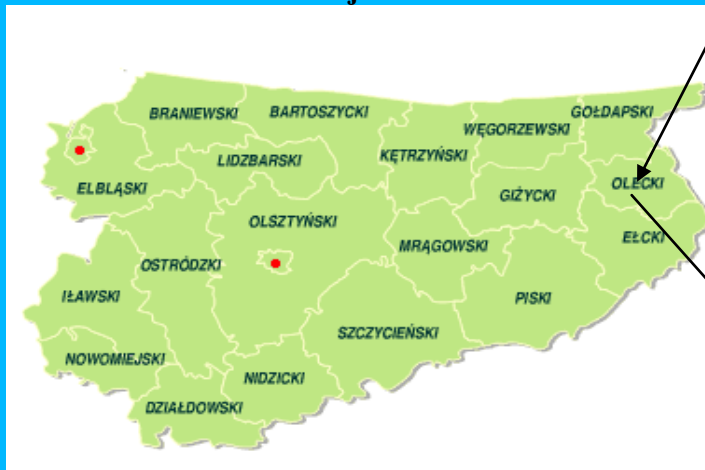 j
BRANIEWSKI
BARTOSZYCKI
GOŁDAPSKI
WĘGORZEWSKI
KĘTRZYŃSKI
LIDZBARSKI
ELBLĄSKI
GIŻYCKI
OLECKI
OLSZTYŃSKI
MRĄGOWSKI
EŁCKI
OSTRÓDZKI
IŁAWSKI
PISKI
SZCZYCIEŃSKI
NOWOMIEJSKI
NIDZICKI
DZIAŁDOWSKI